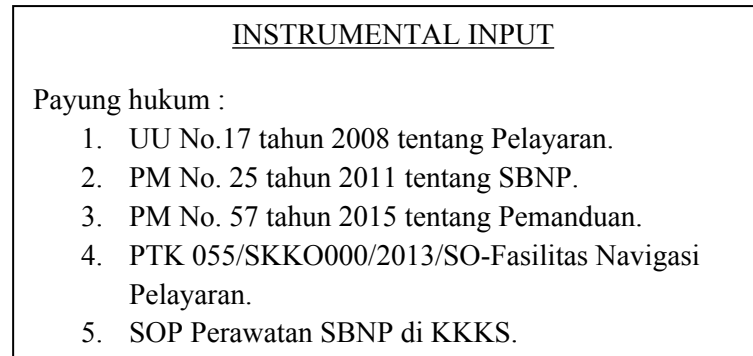 INSTRUMENTAL INPUT
Payung hukum :
1. UU No.17 tahun 2008 tentang Pelayaran.
2. PM No. 25 tahun 2011 tentang SBNP.
3. PM No. 57 tahun 2015 tentang Pemanduan.
4. PTK 055/SKKO000/2013/SO-Fasilitas Navigasi
Pelayaran.
5. SOP Perawatan SBNP di KKKS.